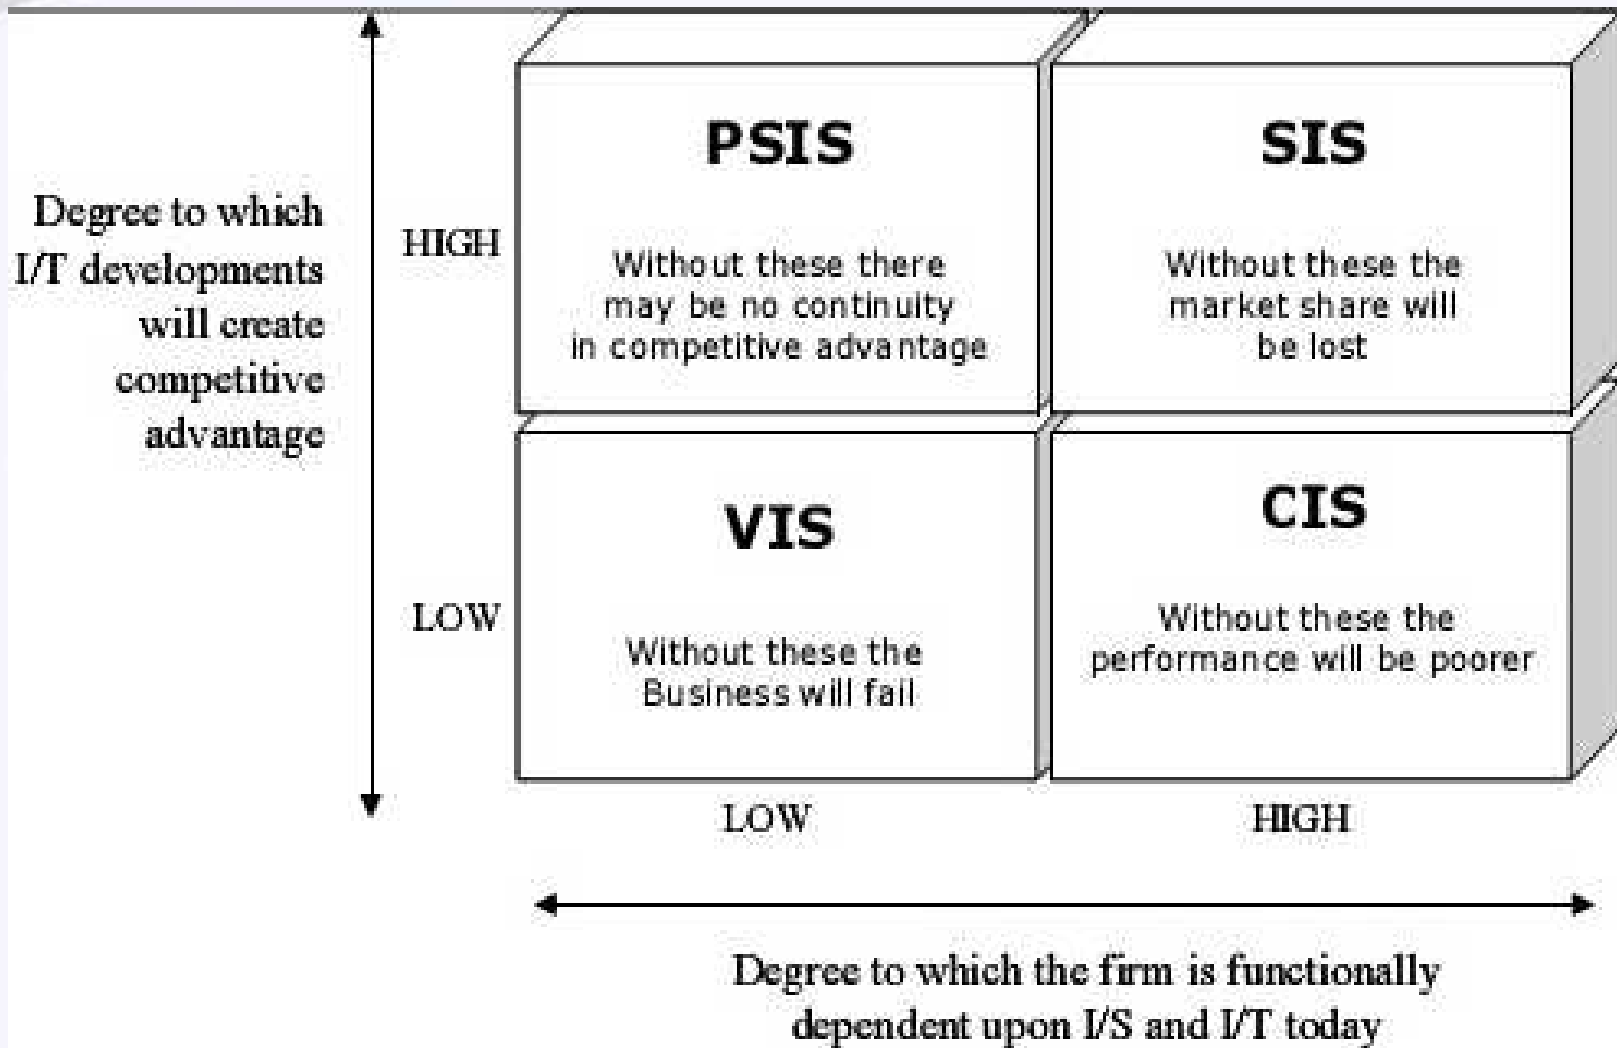 Degree to which
I/T developments
will create
competitive
advantage
HIGH
LOW
PSIS
Without these there
may be no continuity
in competitive advantage
SIS
Without these the
market share will
be lost
VIS
Without these the
Business will fail
CIS
Without these the
performance will be poorer
LOW
HIGH
Degree to which the firm is functionally
dependent upon I/S and I/T today